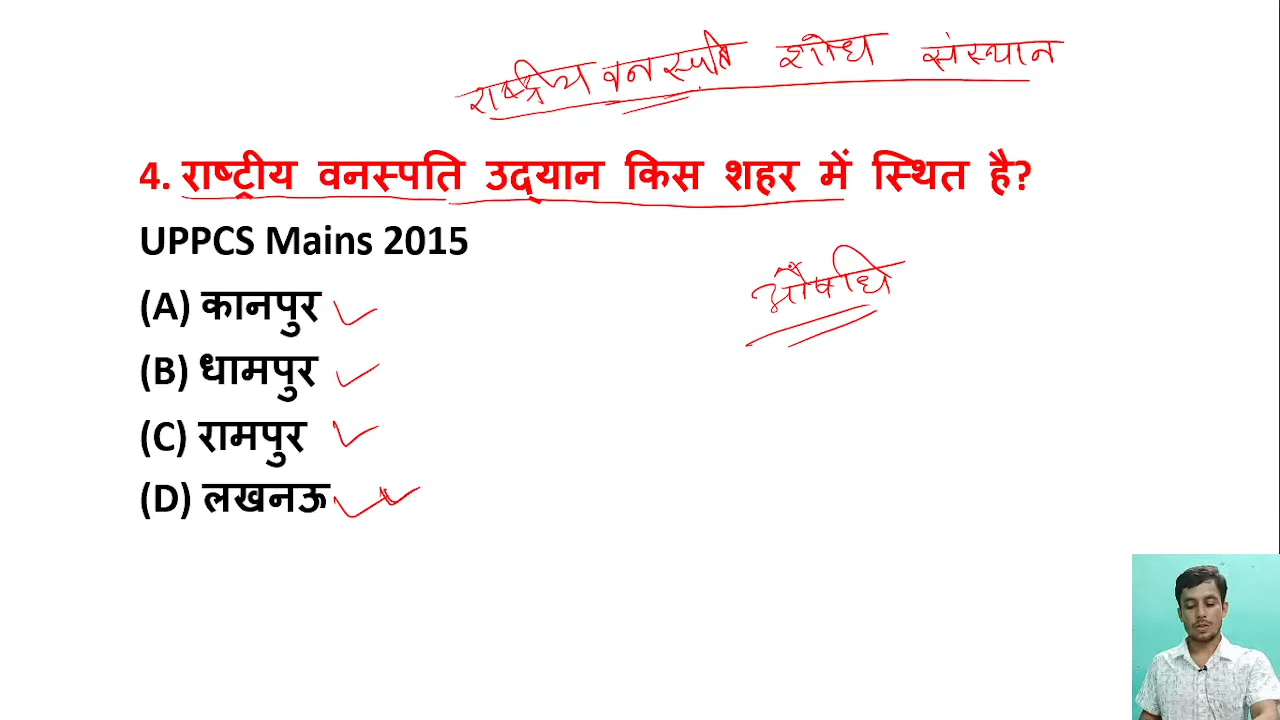 राष्ट्रीय वनस्पति शोध संस्थान
4. राष्ट्रीय वनस्पति उद्यान किस शहर में स्थित है?
UPPCS Mains 2015
औषधि
(A) कानपुर
(B) धामपुर
(C) रामपुर
(D) लखनऊ